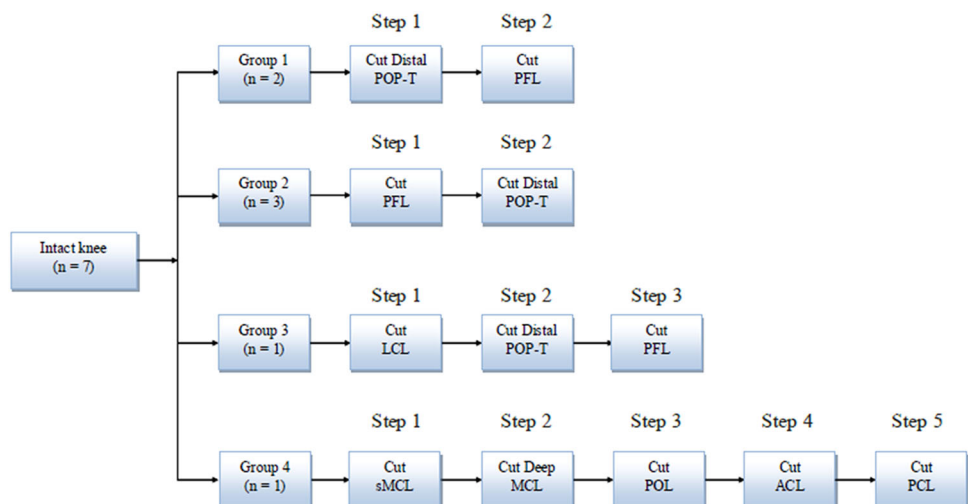 Step 1 Step 2
Group 1
(n = 2)
Cut Distal
POP-T
Cut
PFL
Step 1 Step 2
Group 2
(n = 3)
Cut
PFL
Cut Distal
POP-T
Intact knee
(n = 7)
Step 1 Step 2 Step 3
Group 3
(n = 1)
Cut
LCL
Cut Distal
POP-T
Cut
PFL
Step 1 Step 2 Step 3 Step 4 Step 5
Group 4
(n = 1)
Cut
sMCL
Cut Deep
MCL
Cut
POL
Cut
ACL
Cut
PCL